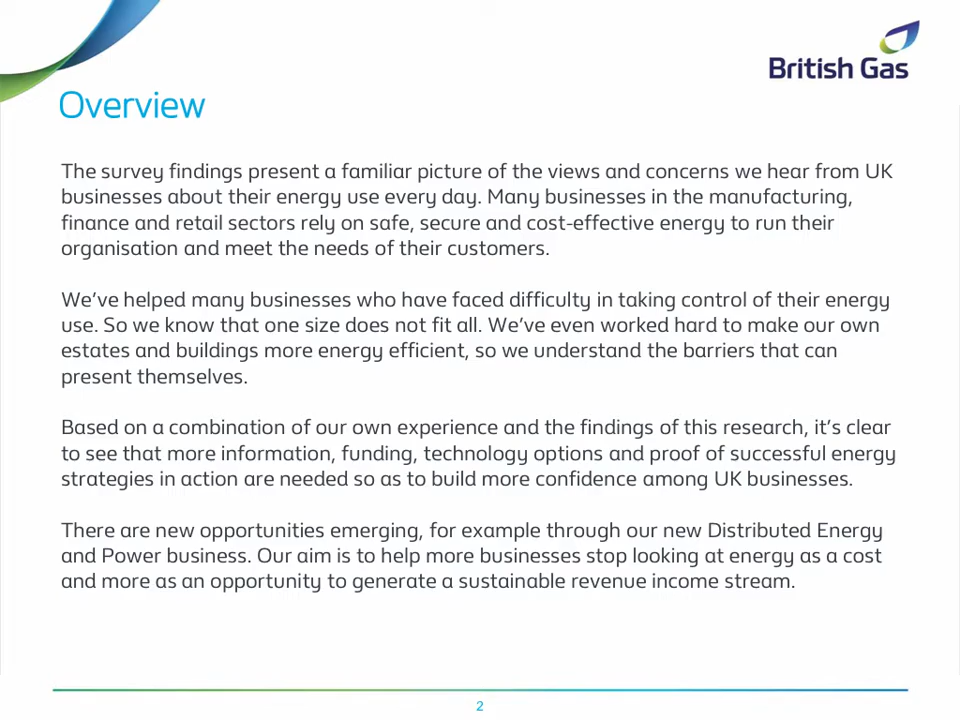 British Gas
Overview
The survey findings present a familiar picture of the views and concerns we hear from UK
businesses about their energy use every day. Many businesses in the manufacturing,
finance and retail sectors rely on safe, secure and cost-effective energy to run their
organisation and meet the needs of their customers.
We’ve helped many businesses who have faced difficulty in taking control of their energy
use. So we know that one size does not fit all. We’ve even worked hard to make our own
estates and buildings more energy efficient, so we understand the barriers that can
present themselves.
Based on a combination of our own experience and the findings of this research, it’s clear
to see that more information, funding, technology options and proof of successful energy
strategies in action are needed so as to build more confidence among UK businesses.
There are new opportunities emerging, for example through our new Distributed Energy
and Power business. Our aim is to help more businesses stop looking at energy as a cost
and more as an opportunity to generate a sustainable revenue income stream.
2